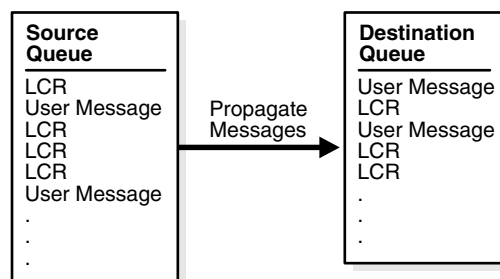 Source
Queue
LCR
User Message
LCR
LCR
LCR
User Message
.
.
.
Propagate
Messages
Destination
Queue
User Message
LCR
User Message
LCR
LCR
.
.
.